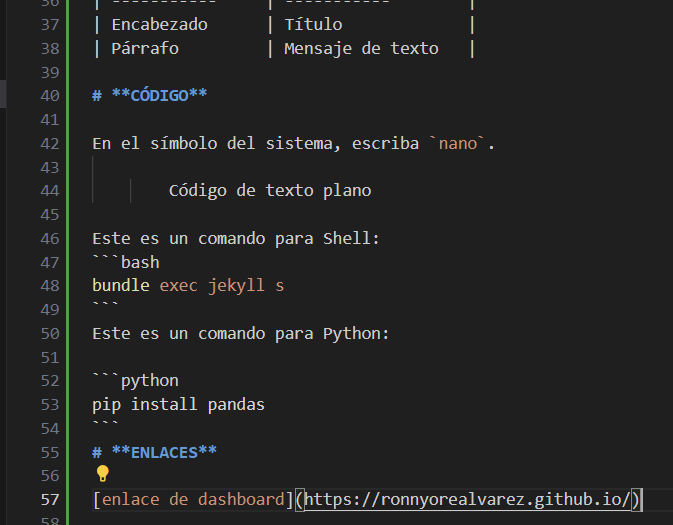 36 | ----------- | ----------- |
37 | Encabezado | Título |
38 | Párrafo | Mensaje de texto |
39
40 # **CÓDIGO**
41
42 En el símbolo del sistema, escriba `nano`.
43
44 Código de texto plano
45
46 Este es un comando para Shell:
47 ```bash
48 bundle exec jekyll s
49 ```
50 Este es un comando para Python:
51
52 ```python
53 pip install pandas
54 ```
55 # **ENLACES**
56
57 [enlace de dashboard](https://ronnyorealvarez.github.io/)
58